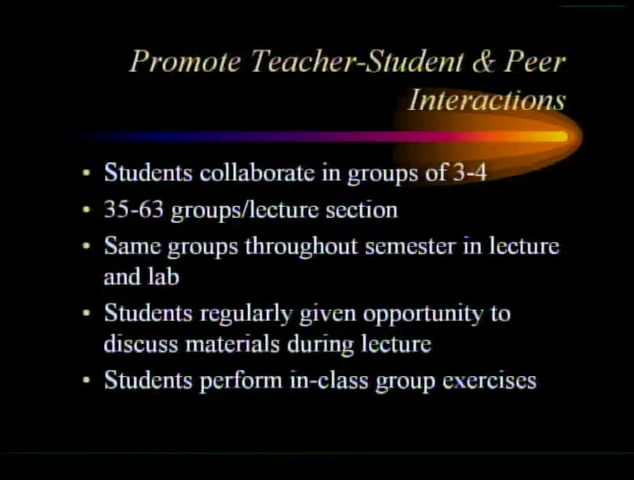 Promote Teacher-Student & Peer
Interactions
• Students collaborate in groups of 3-4
• 35-63 groups/lecture section
• Same groups throughout semester in lecture
and lab
• Students regularly given opportunity to
discuss materials during lecture
• Students perform in-class group exercises